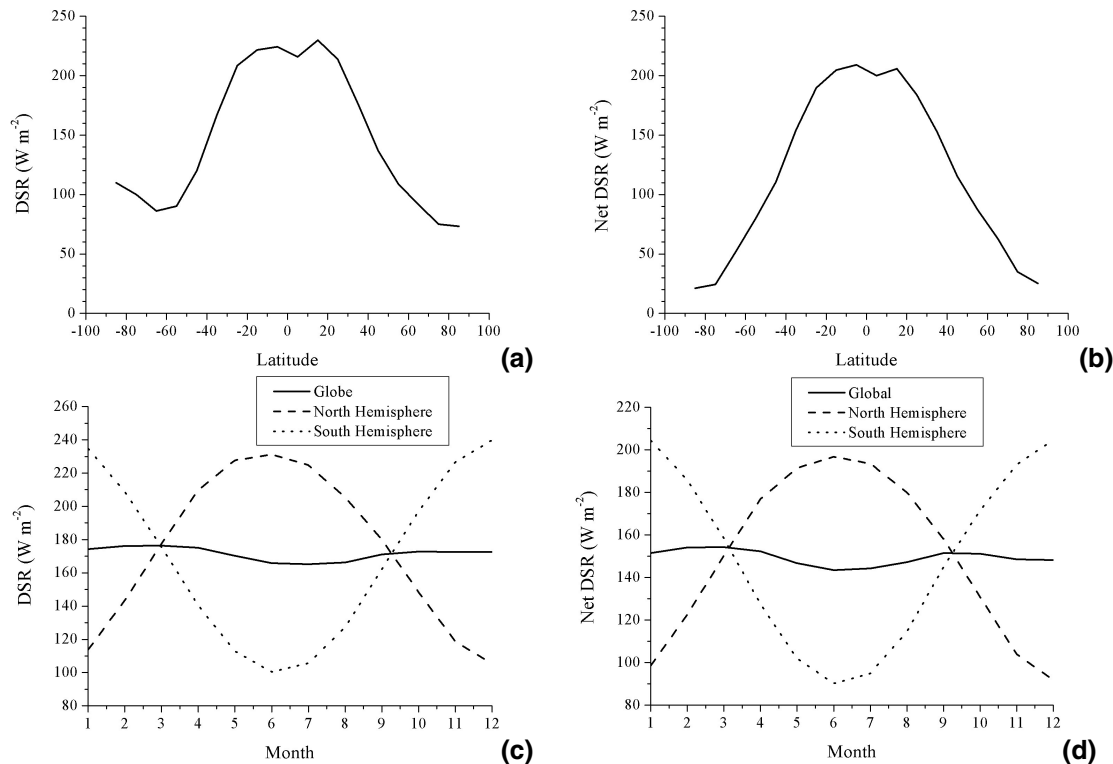 250
200
150
100
50
0
DSR (W m-2)
-100 -80 -60 -40 -20 0 20 40 60 80 100
Latitude
(a)
250
200
150
100
50
0
Net DSR (W m-2)
-100 -80 -60 -40 -20 0 20 40 60 80 100
Latitude
(b)
Globe
North Hemisphere
South Hemisphere
260
240
220
200
180
160
140
120
100
80
DSR (W m-2)
1 2 3 4 5 6 7 8 9 10 11 12
Month
(c)
Global
North Hemisphere
South Hemisphere
220
200
180
160
140
120
100
80
Net DSR (W m-2)
1 2 3 4 5 6 7 8 9 10 11 12
Month
(d)